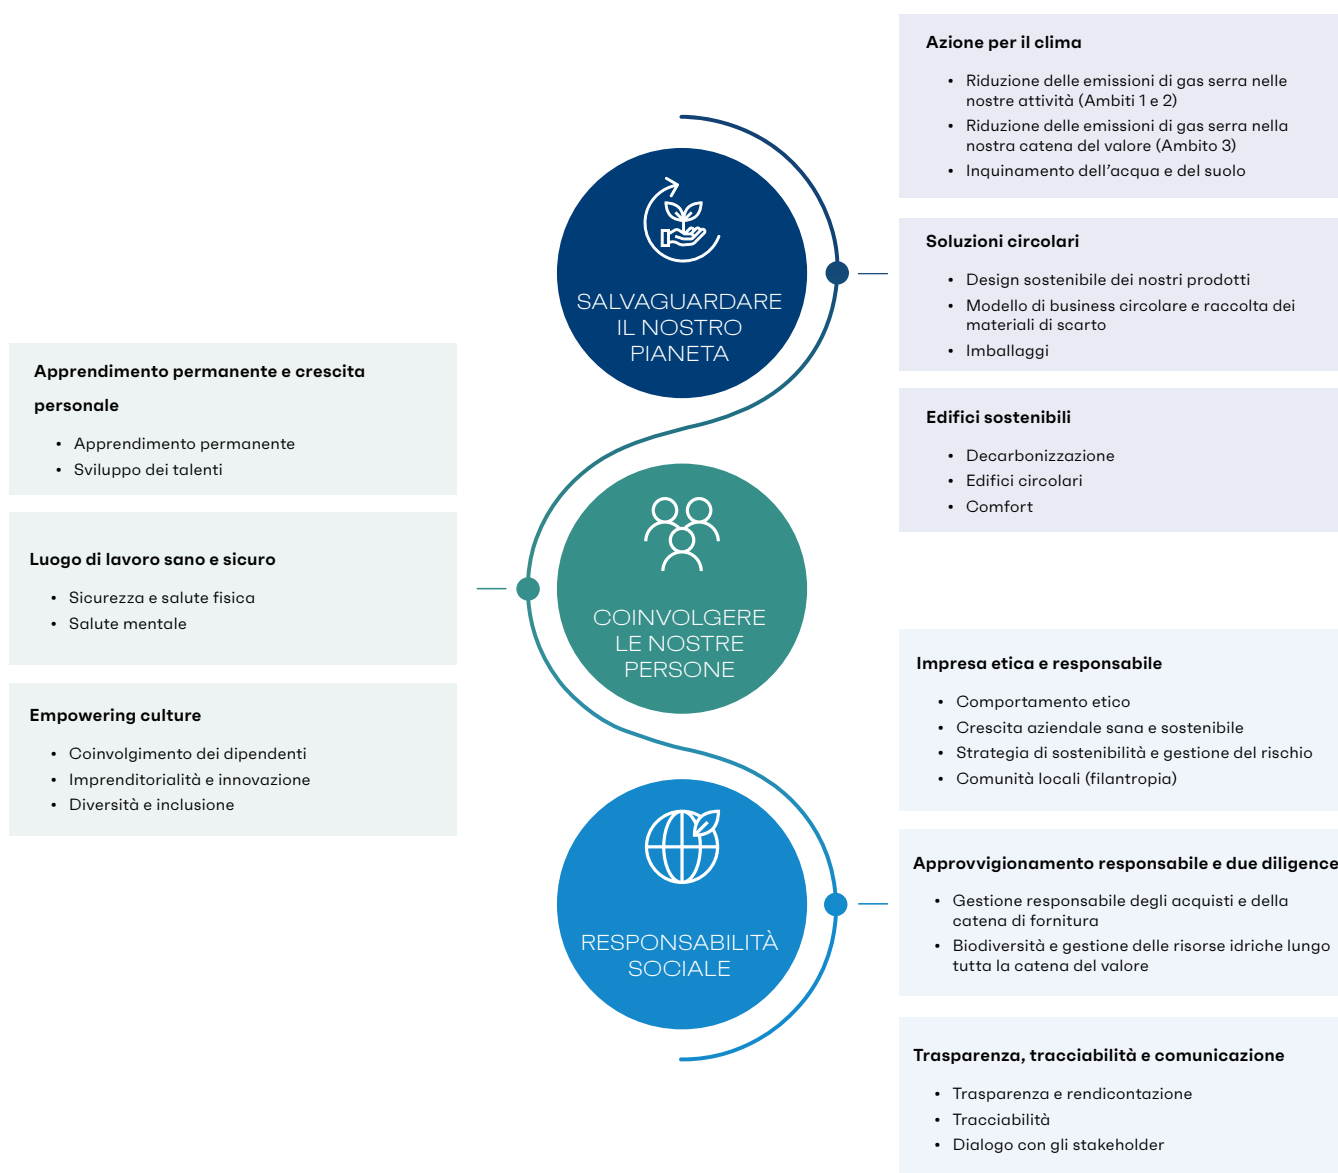 SALVAGUARDARE
IL NOSTRO
PIANETA
Azione per il clima
• Riduzione delle emissioni di gas serra nelle
nostre attività (Ambiti 1 e 2)
• Riduzione delle emissioni di gas serra nella
nostra catena del valore (Ambito 3)
• Inquinamento dell’acqua e del suolo
Soluzioni circolari
• Design sostenibile dei nostri prodotti
• Modello di business circolare e raccolta dei
materiali di scarto
• Imballaggi
Edifici sostenibili
• Decarbonizzazione
• Edifici circolari
• Comfort
COINVOLGERE
LE NOSTRE
PERSONE
Apprendimento permanente e crescita
personale
• Apprendimento permanente
• Sviluppo dei talenti
Luogo di lavoro sano e sicuro
• Sicurezza e salute fisica
• Salute mentale
Empowering culture
• Coinvolgimento dei dipendenti
• Imprenditorialità e innovazione
• Diversità e inclusione
RESPONSABILITÀ
SOCIALE
Impresa etica e responsabile
• Comportamento etico
• Crescita aziendale sana e sostenibile
• Strategia di sostenibilità e gestione del rischio
• Comunità locali (filantropia)
Approvvigionamento responsabile e due diligence
• Gestione responsabile degli acquisti e della
catena di fornitura
• Biodiversità e gestione delle risorse idriche lungo
tutta la catena del valore
Trasparenza, tracciabilità e comunicazione
• Trasparenza e rendicontazione
• Tracciabilità
• Dialogo con gli stakeholder